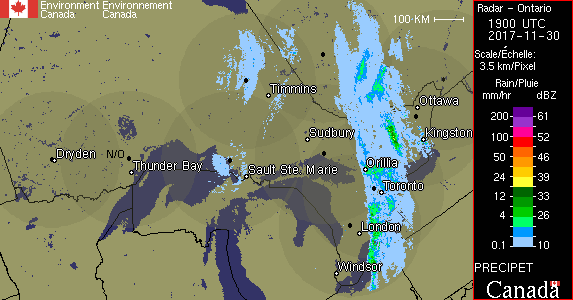 Environment Environnement
Canada Canada
100 KM
Timmins
Ottawa
Sudbury
Kingston
Dryden
N/O
Thunder Bay
Sault Ste. Marie
Orillia
Toronto
London
Windsor
Radar - Ontario
1900 UTC
2017-11-30
Scale/Échelle:
3.5 km/Pixel
Rain/Pluie
mm/hr dBZ
200 61
100 52
50 46
24 39
12 33
4 26
0.1 10
PRECIPET
Canada